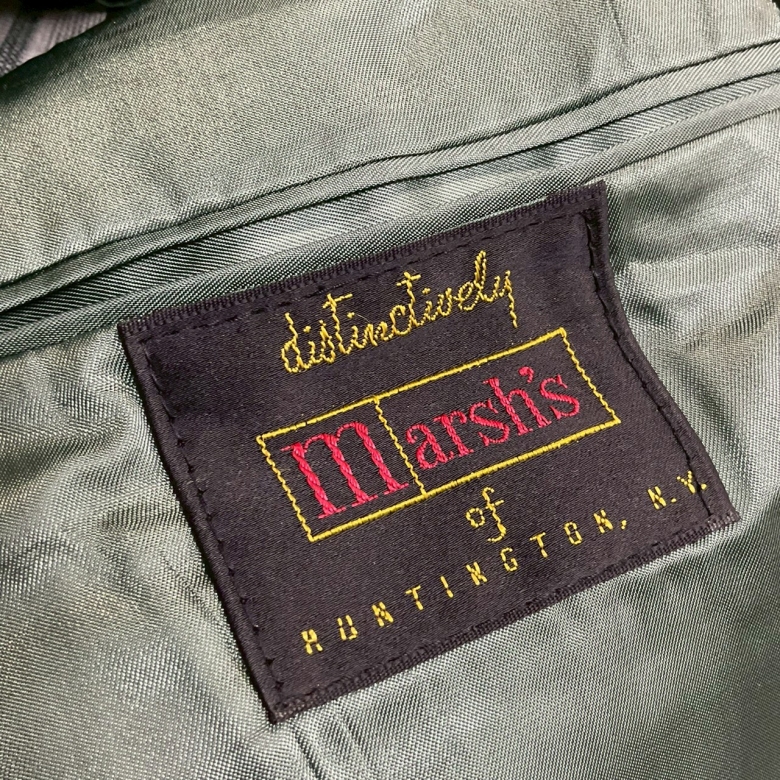 distinctively
Marsh's
of
HUNTINGTON, N.Y.